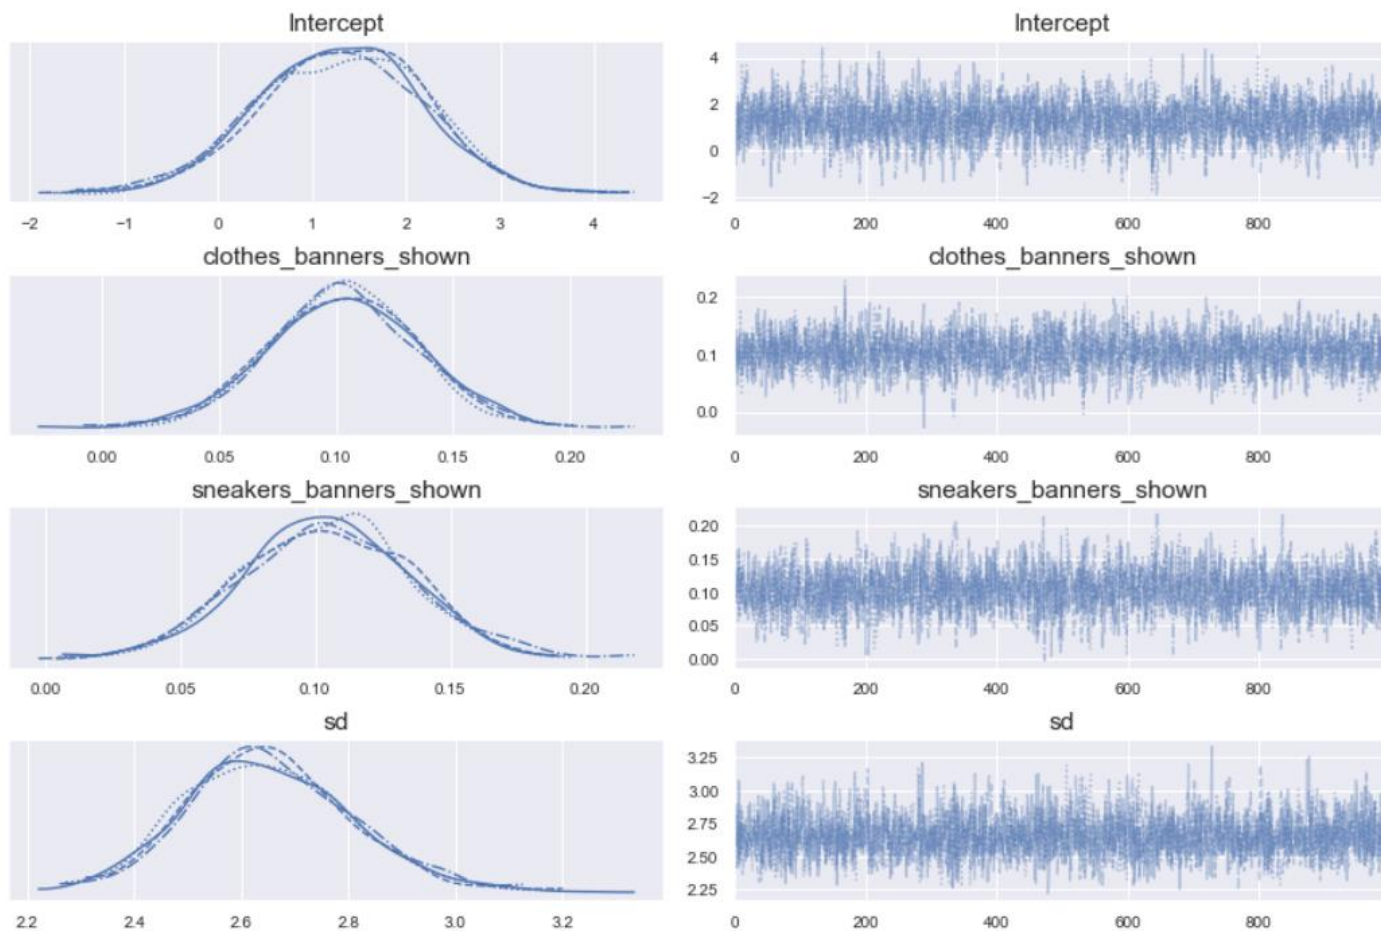 Intercept
Intercept
4
2
0
−2
−2 −1 0 1 2 3 4
0 200 400 600 800
clothes_banners_shown
clothes_banners_shown
0.2
0.1
0.0
0.00 0.05 0.10 0.15 0.20
0 200 400 600 800
sneakers_banners_shown
sneakers_banners_shown
0.20
0.15
0.10
0.05
0.00
0.00 0.05 0.10 0.15 0.20
0 200 400 600 800
sd
sd
3.25
3.00
2.75
2.50
2.25
2.2 2.4 2.6 2.8 3.0 3.2
0 200 400 600 800